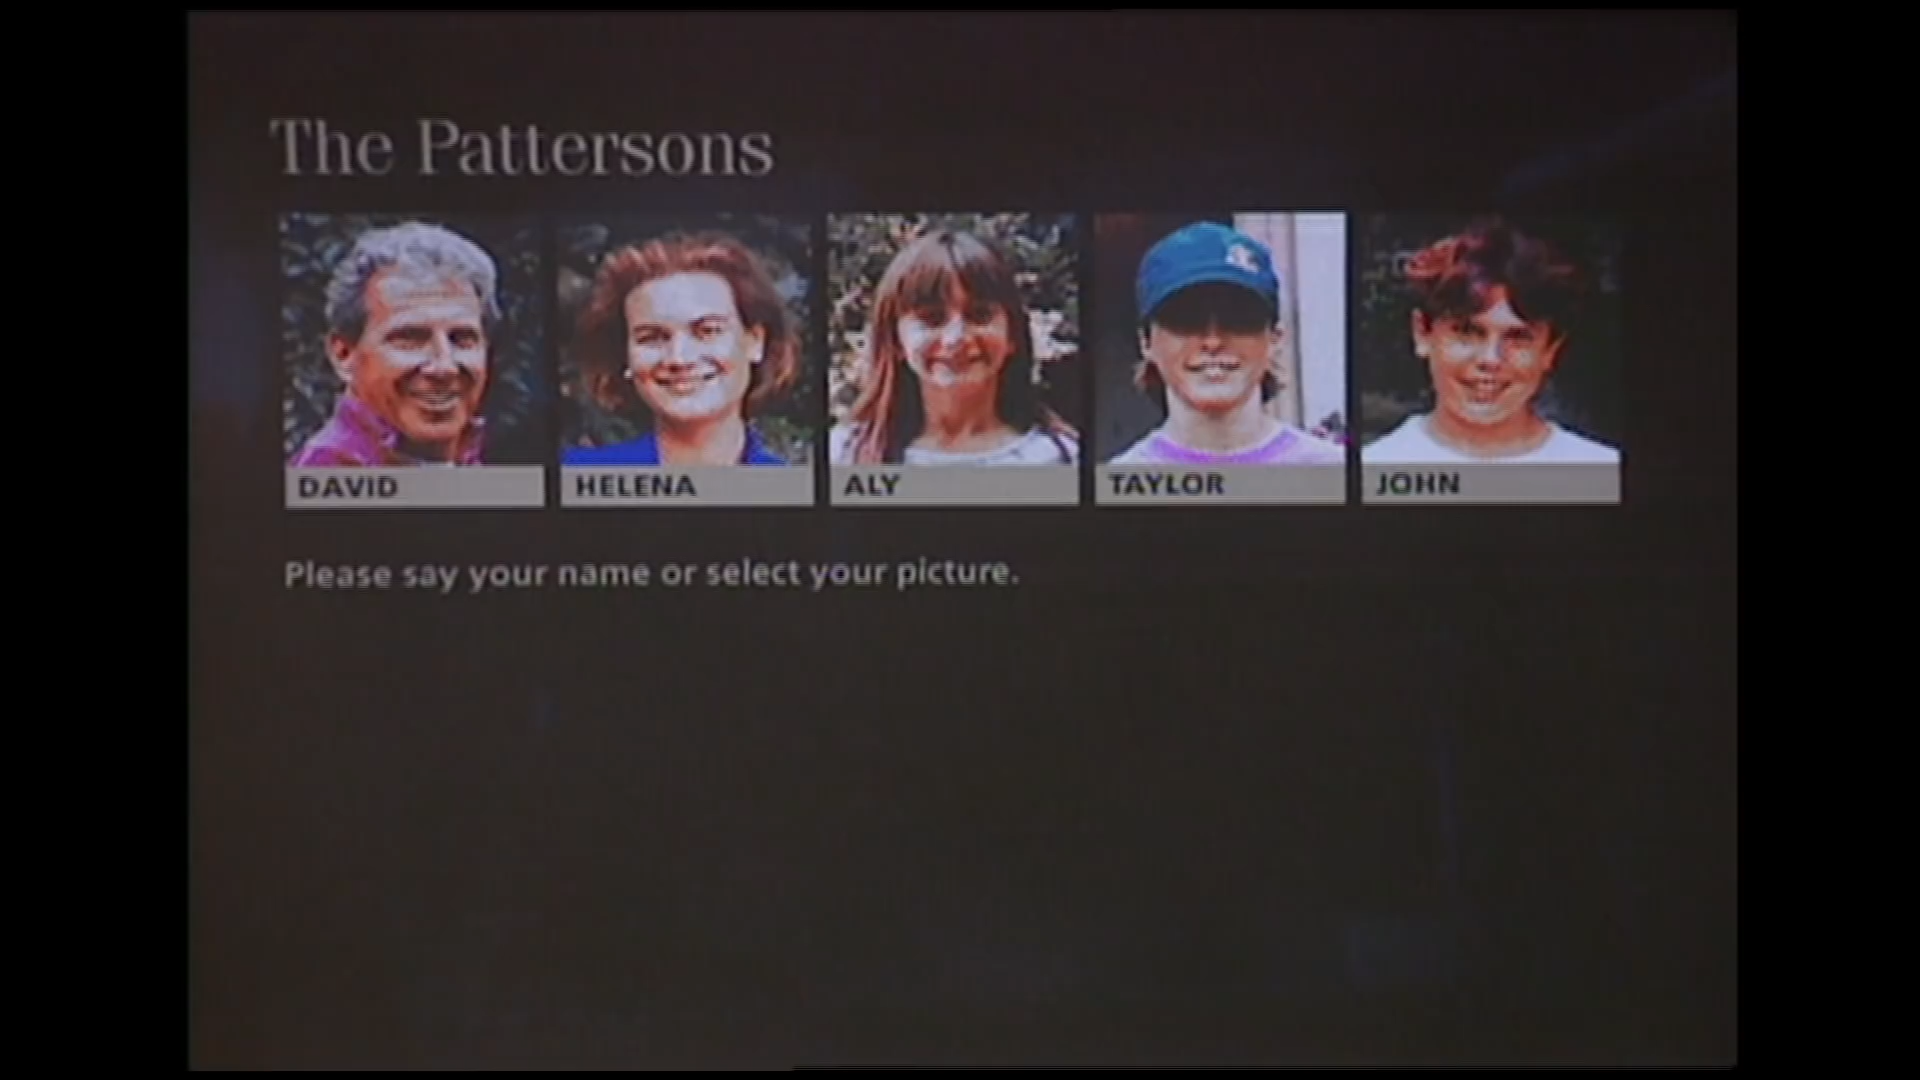 The Pattersons
DAVID HELENA ALY TAYLOR JOHN
Please say your name or select your picture.